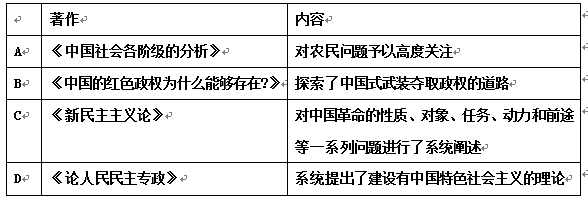 著作 内容
A 《中国社会各阶级的分析》 对农民问题予以高度关注
B 《中国的红色政权为什么能够存在?》 探索了中国式武装夺取政权的道路
C 《新民主主义论》 对中国革命的性质、对象、任务、动力和前途
等一系列问题进行了系统阐述
D 《论人民民主专政》 系统提出了建设有中国特色社会主义的理论